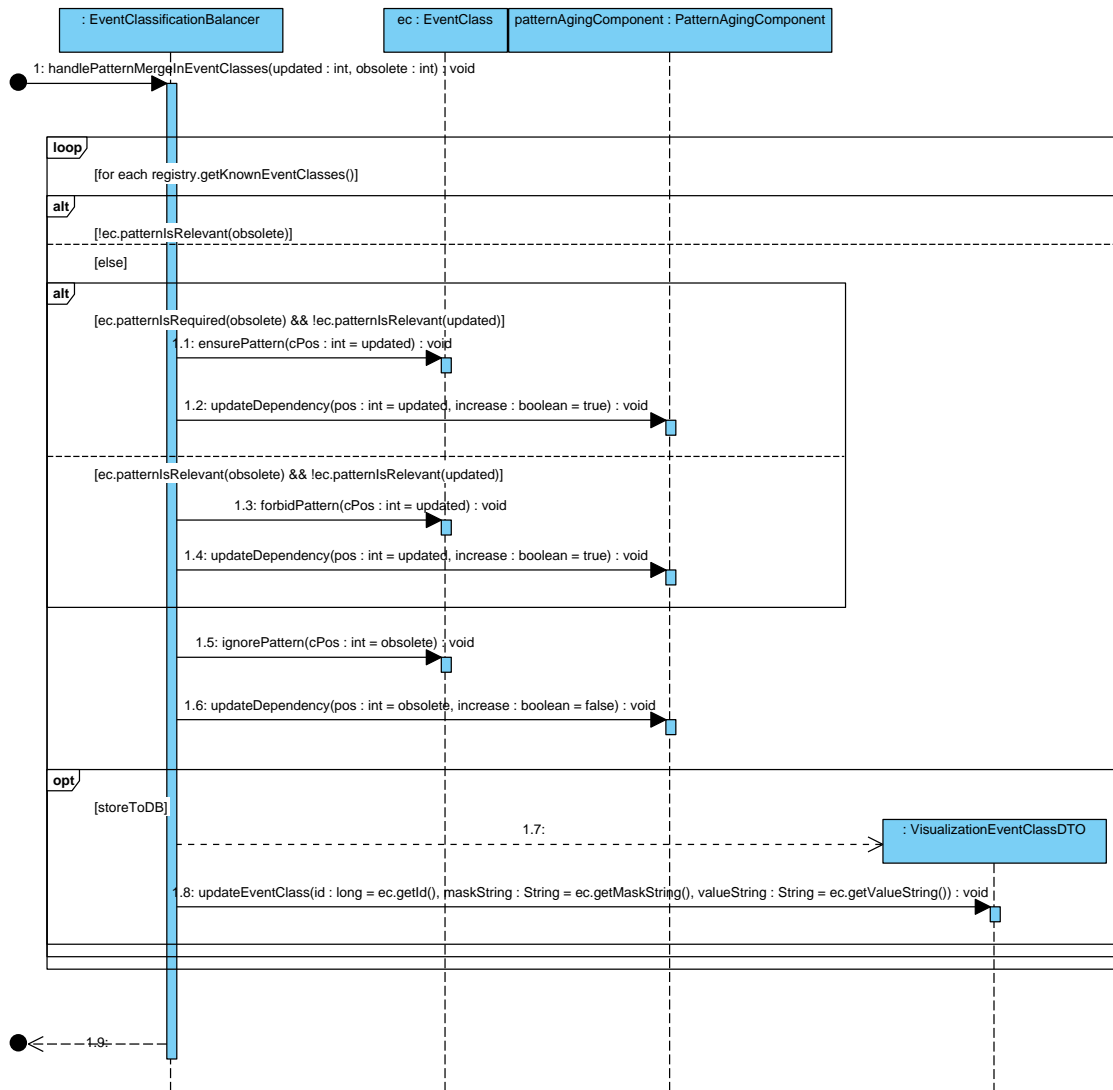 : EventClassificationBalancer
ec : EventClass
patternAgingComponent : PatternAgingComponent
1: handlePatternMergeInEventClasses(updated : int, obsolete : int) : void
loop
[for each registry.getKnownEventClasses()]
alt
[!ec.patternIsRelevant(obsolete)]
[else]
alt
[ec.patternIsRequired(obsolete) && !ec.patternIsRelevant(updated)]
1.1: ensurePattern(cPos : int = updated) : void
1.2: updateDependency(pos : int = updated, increase : boolean = true) : void
[ec.patternIsRelevant(obsolete) && !ec.patternIsRelevant(updated)]
1.3: forbidPattern(cPos : int = updated) : void
1.4: updateDependency(pos : int = updated, increase : boolean = true) : void
1.5: ignorePattern(cPos : int = obsolete) : void
1.6: updateDependency(pos : int = obsolete, increase : boolean = false) : void
opt
[storeToDB]
1.7:
: VisualizationEventClassDTO
1.8: updateEventClass(id : long = ec.getId(), maskString : String = ec.getMaskString(), valueString : String = ec.getValueString()) : void
1.9: